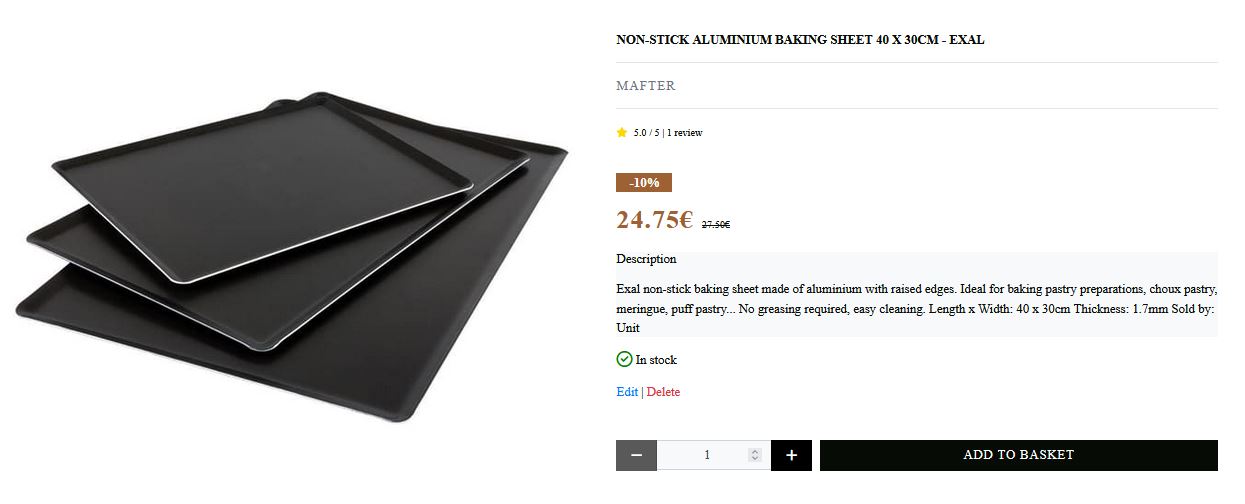 NON-STICK ALUMINIUM BAKING SHEET 40 X 30CM - EXAL
MAFTER
5.0 / 5 | 1 review
-10%
24.75€ 27.50€
Description
Exal non-stick baking sheet made of aluminium with raised edges. Ideal for baking pastry preparations, choux pastry,
meringue, puff pastry... No greasing required, easy cleaning. Length x Width: 40 x 30cm Thickness: 1.7mm Sold by:
Unit
In stock
Edit | Delete
− 1 + ADD TO BASKET